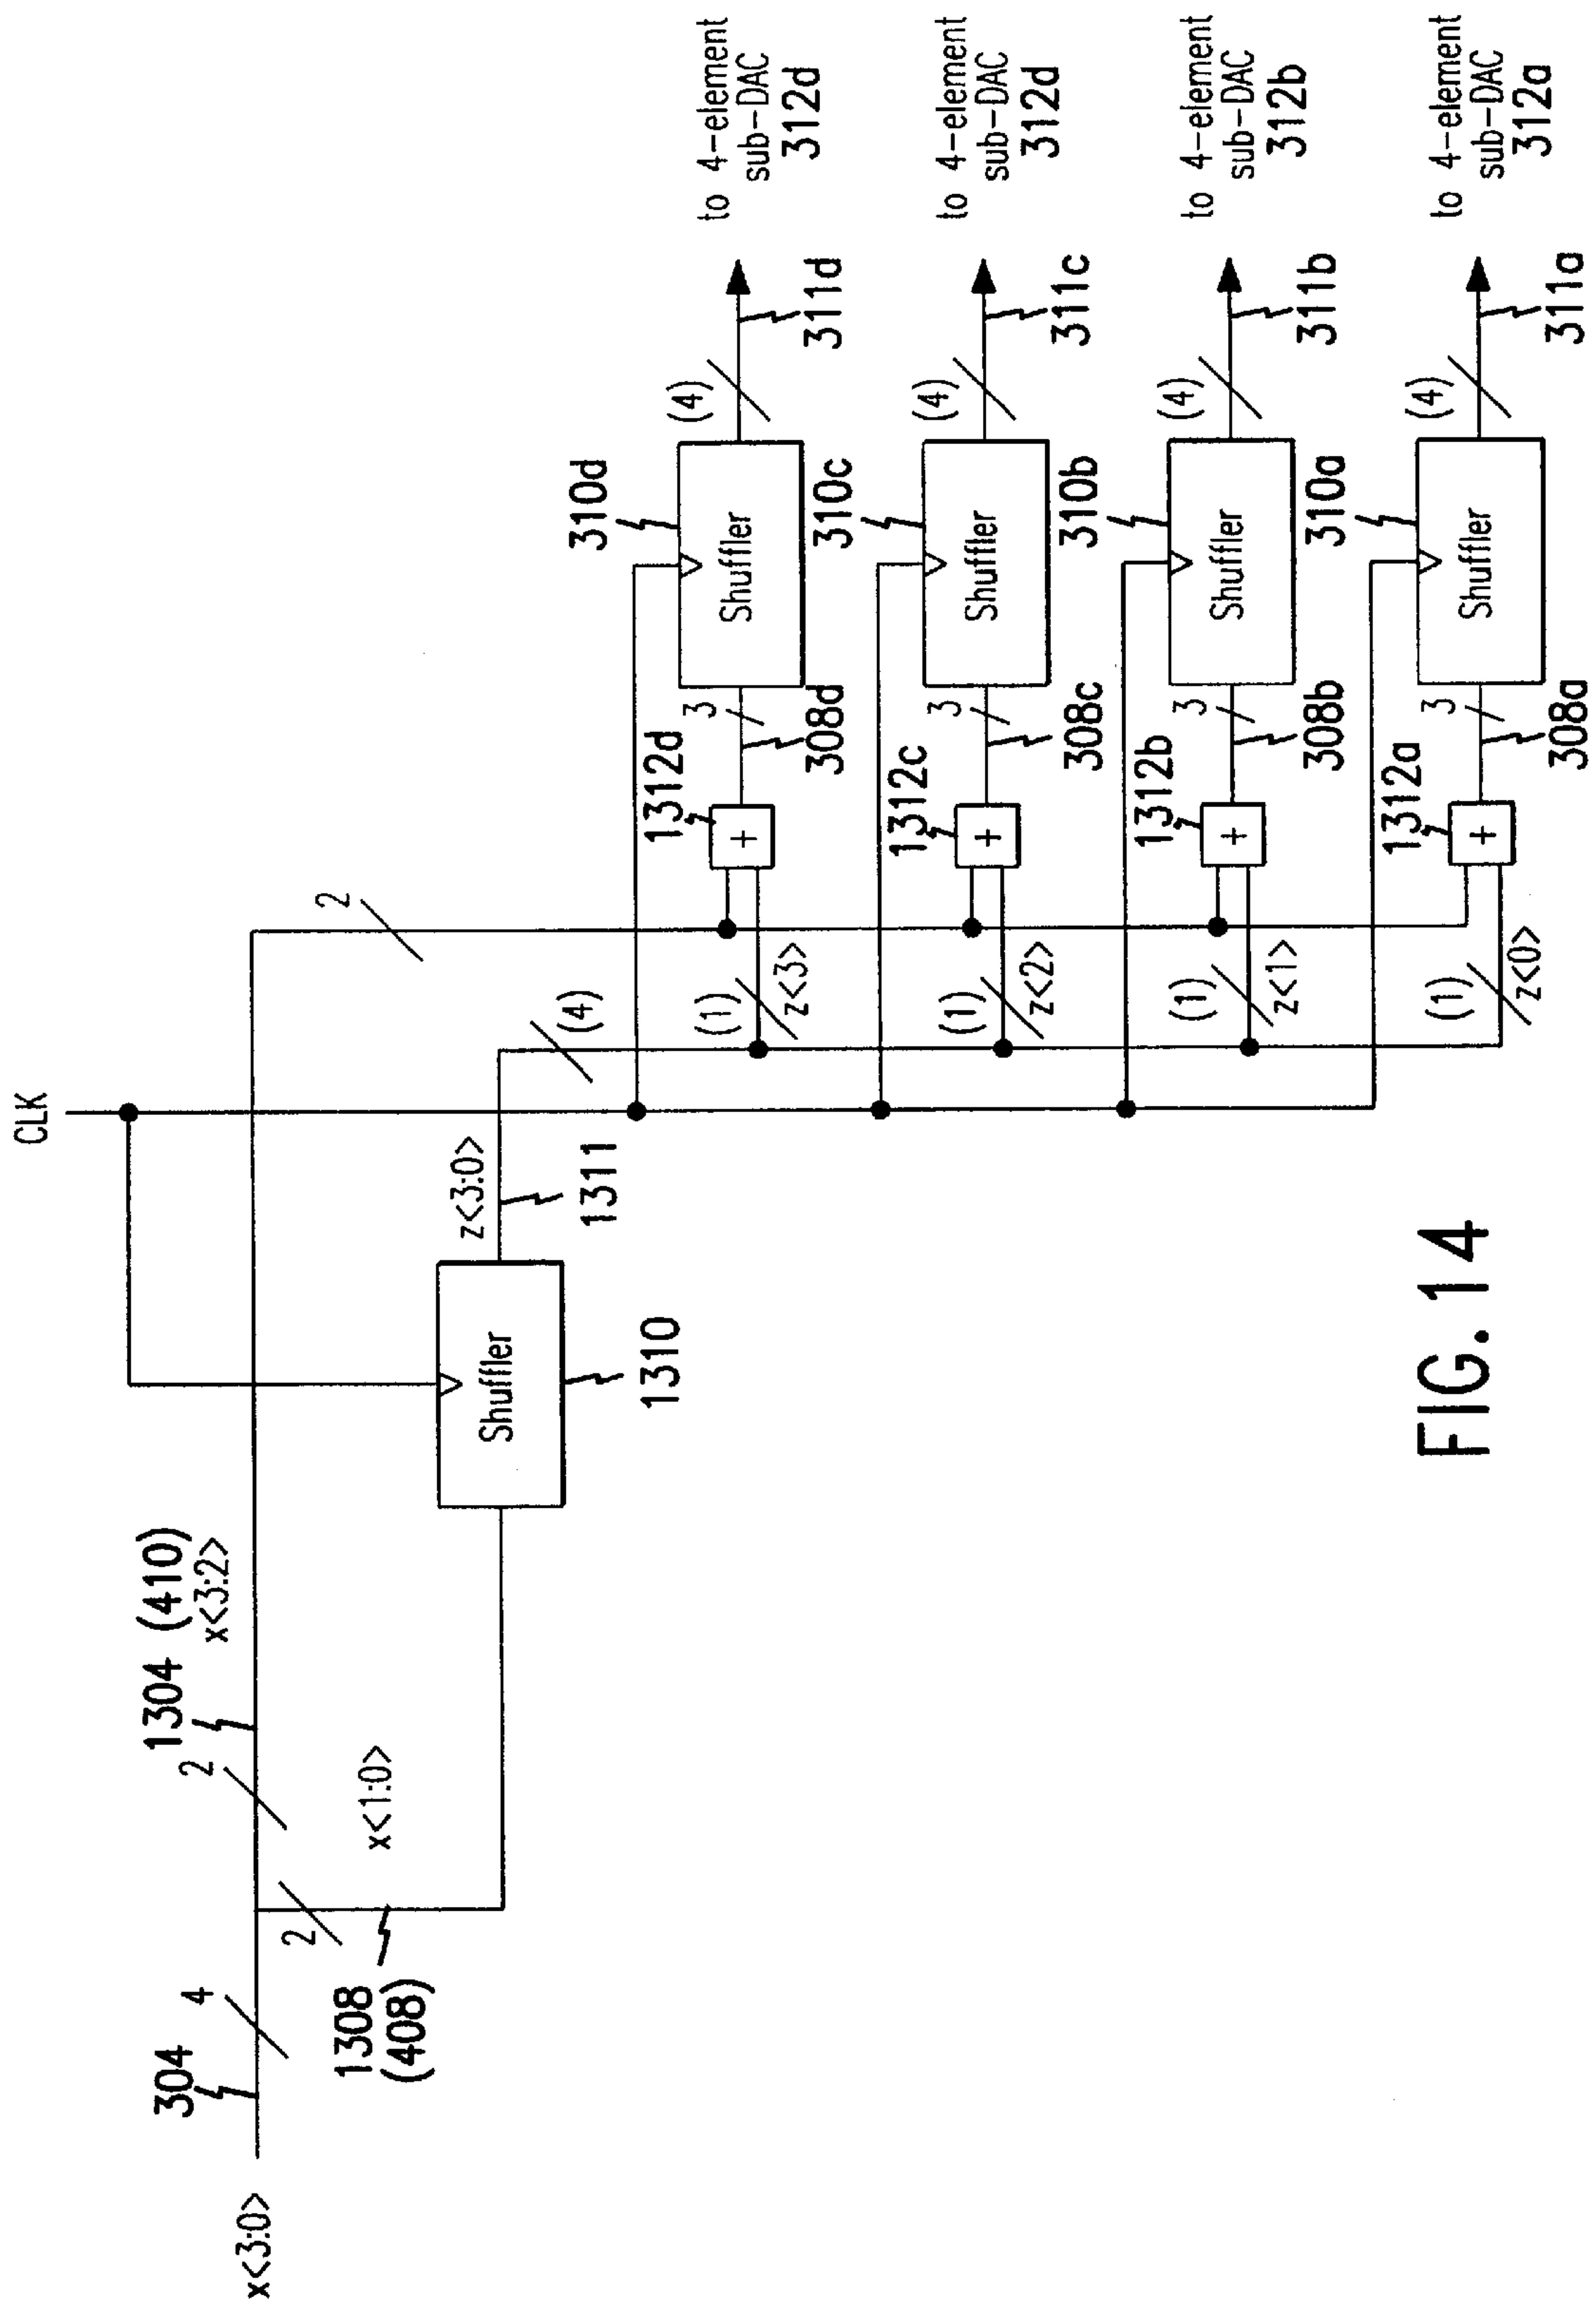 x<3:0>
304
4
1308
(408)
2
x<1:0>
2
1304 (410)
x<3:2>
Shuffler
1310
z<3:0>
1311
CLK
2
(4)
(1)
z<3>
1312d
+
3
308d
310d
Shuffler
(4)
311d
to 4-element
sub-DAC
312d
(1)
z<2>
1312c
+
3
308c
310c
Shuffler
(4)
311c
to 4-element
sub-DAC
312d
(1)
z<1>
1312b
+
3
308b
310b
Shuffler
(4)
311b
to 4-element
sub-DAC
312b
(1)
z<0>
1312a
+
3
308a
310a
Shuffler
(4)
311a
to 4-element
sub-DAC
312a
FIG. 14